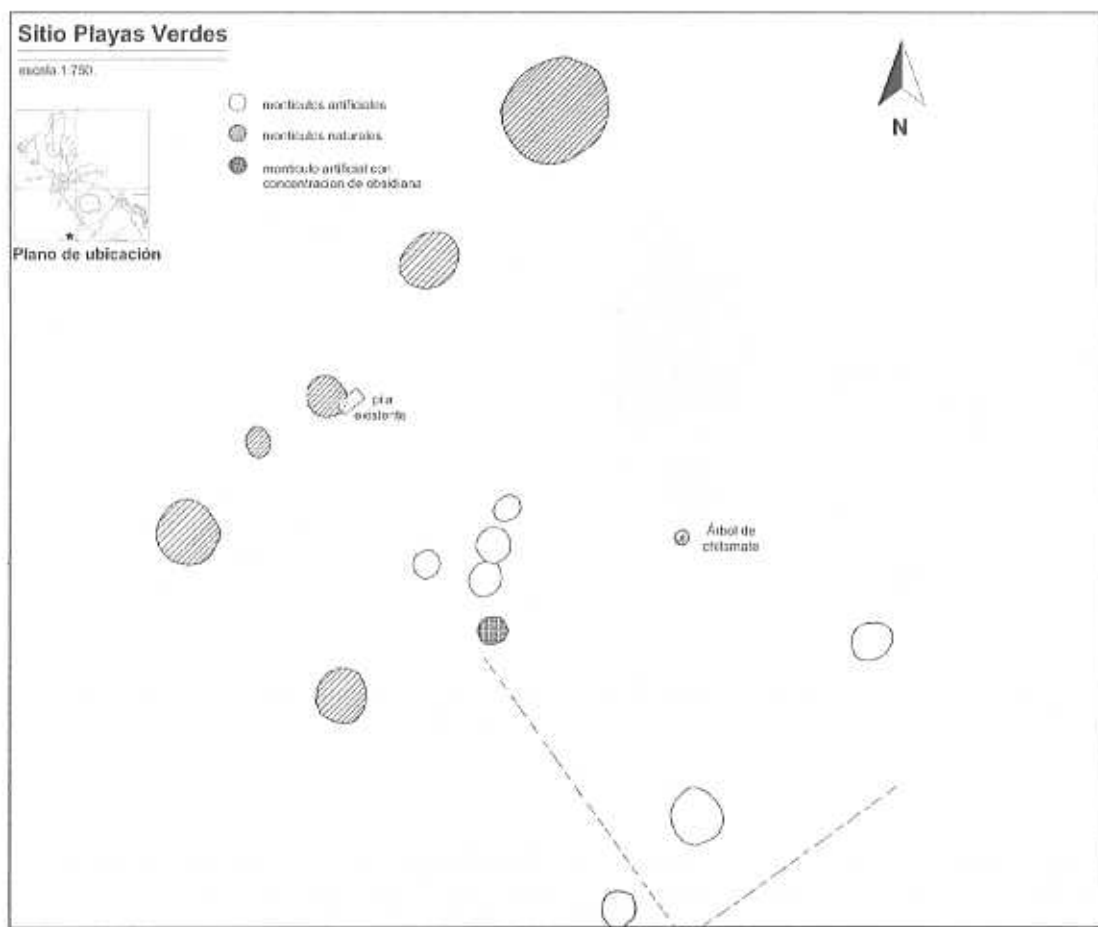 Sitio Playas Verdes
escala 1:750
montículos artificiales
montículos naturales
montículo artificial con
concentracion de obsidiana
Plano de ubicación
N
pila
existente
Árbol de
chilamate